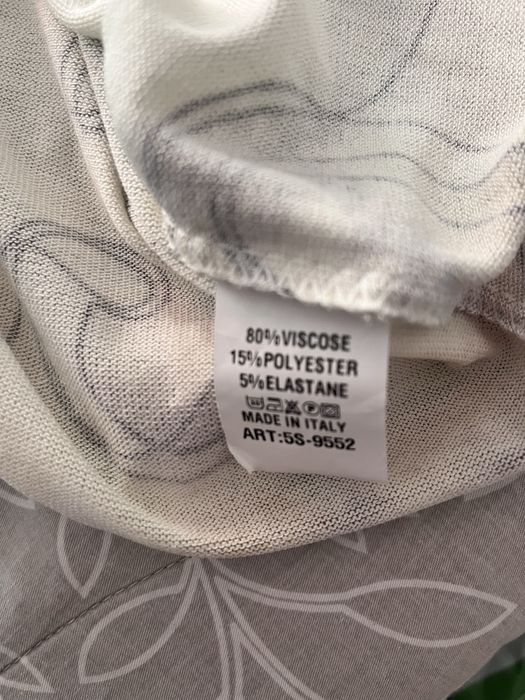 80%VISCOSE
15%POLYESTER
5%ELASTANE
MADE IN ITALY
ART:5S-9552